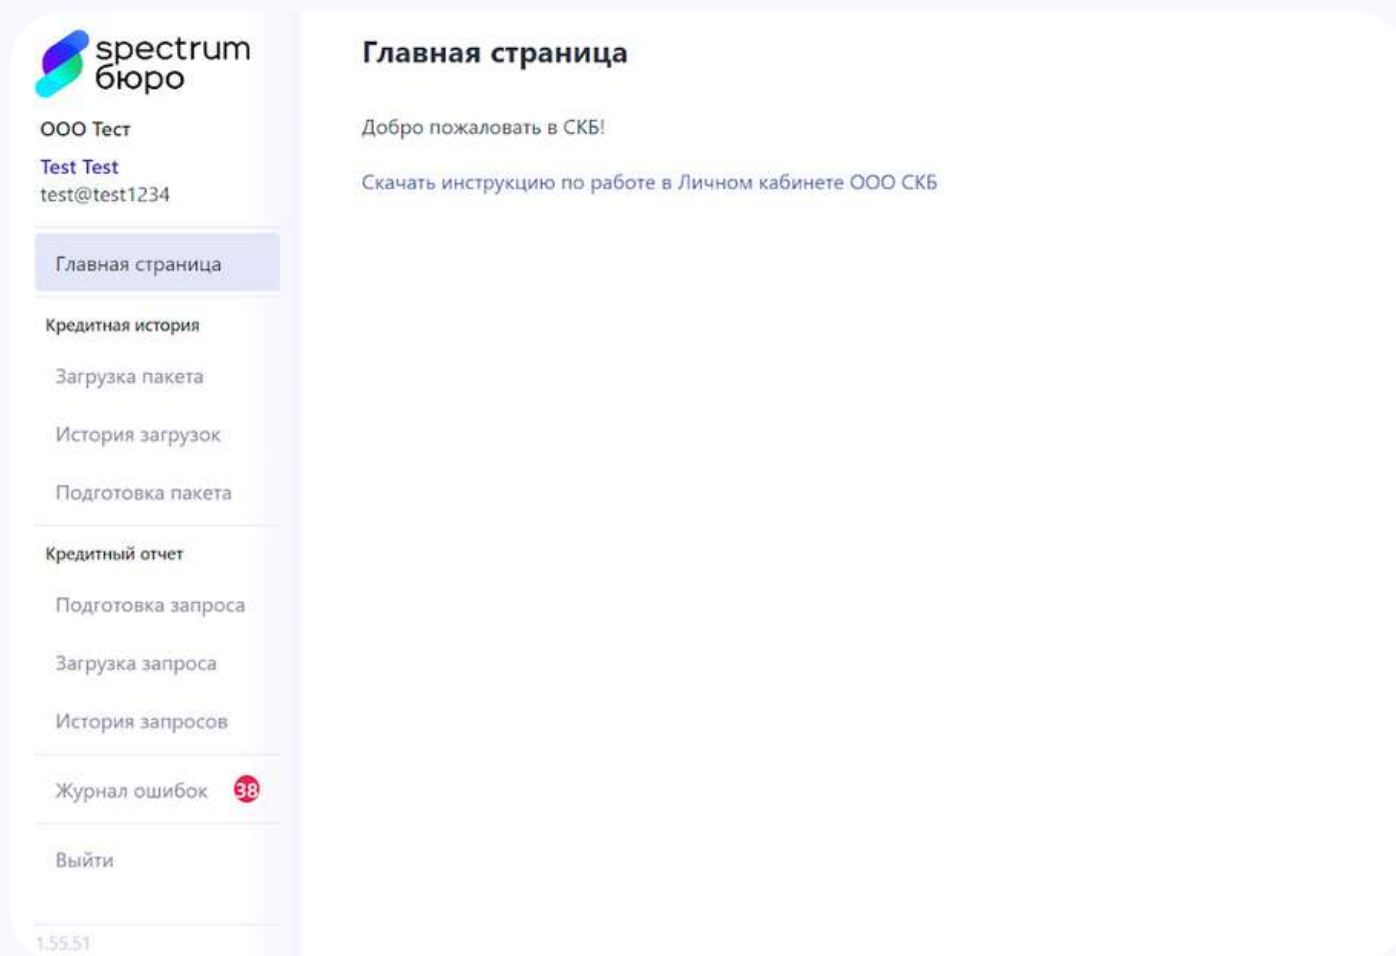 spectrum
бюро
ООО Тест
Test Test
test@test1234
Главная страница
Кредитная история
Загрузка пакета
История загрузок
Подготовка пакета
Кредитный отчет
Подготовка запроса
Загрузка запроса
История запросов
Журнал ошибок 38
Выйти
1.55.51
Главная страница
Добро пожаловать в СКБ!
Скачать инструкцию по работе в Личном кабинете ООО СКБ